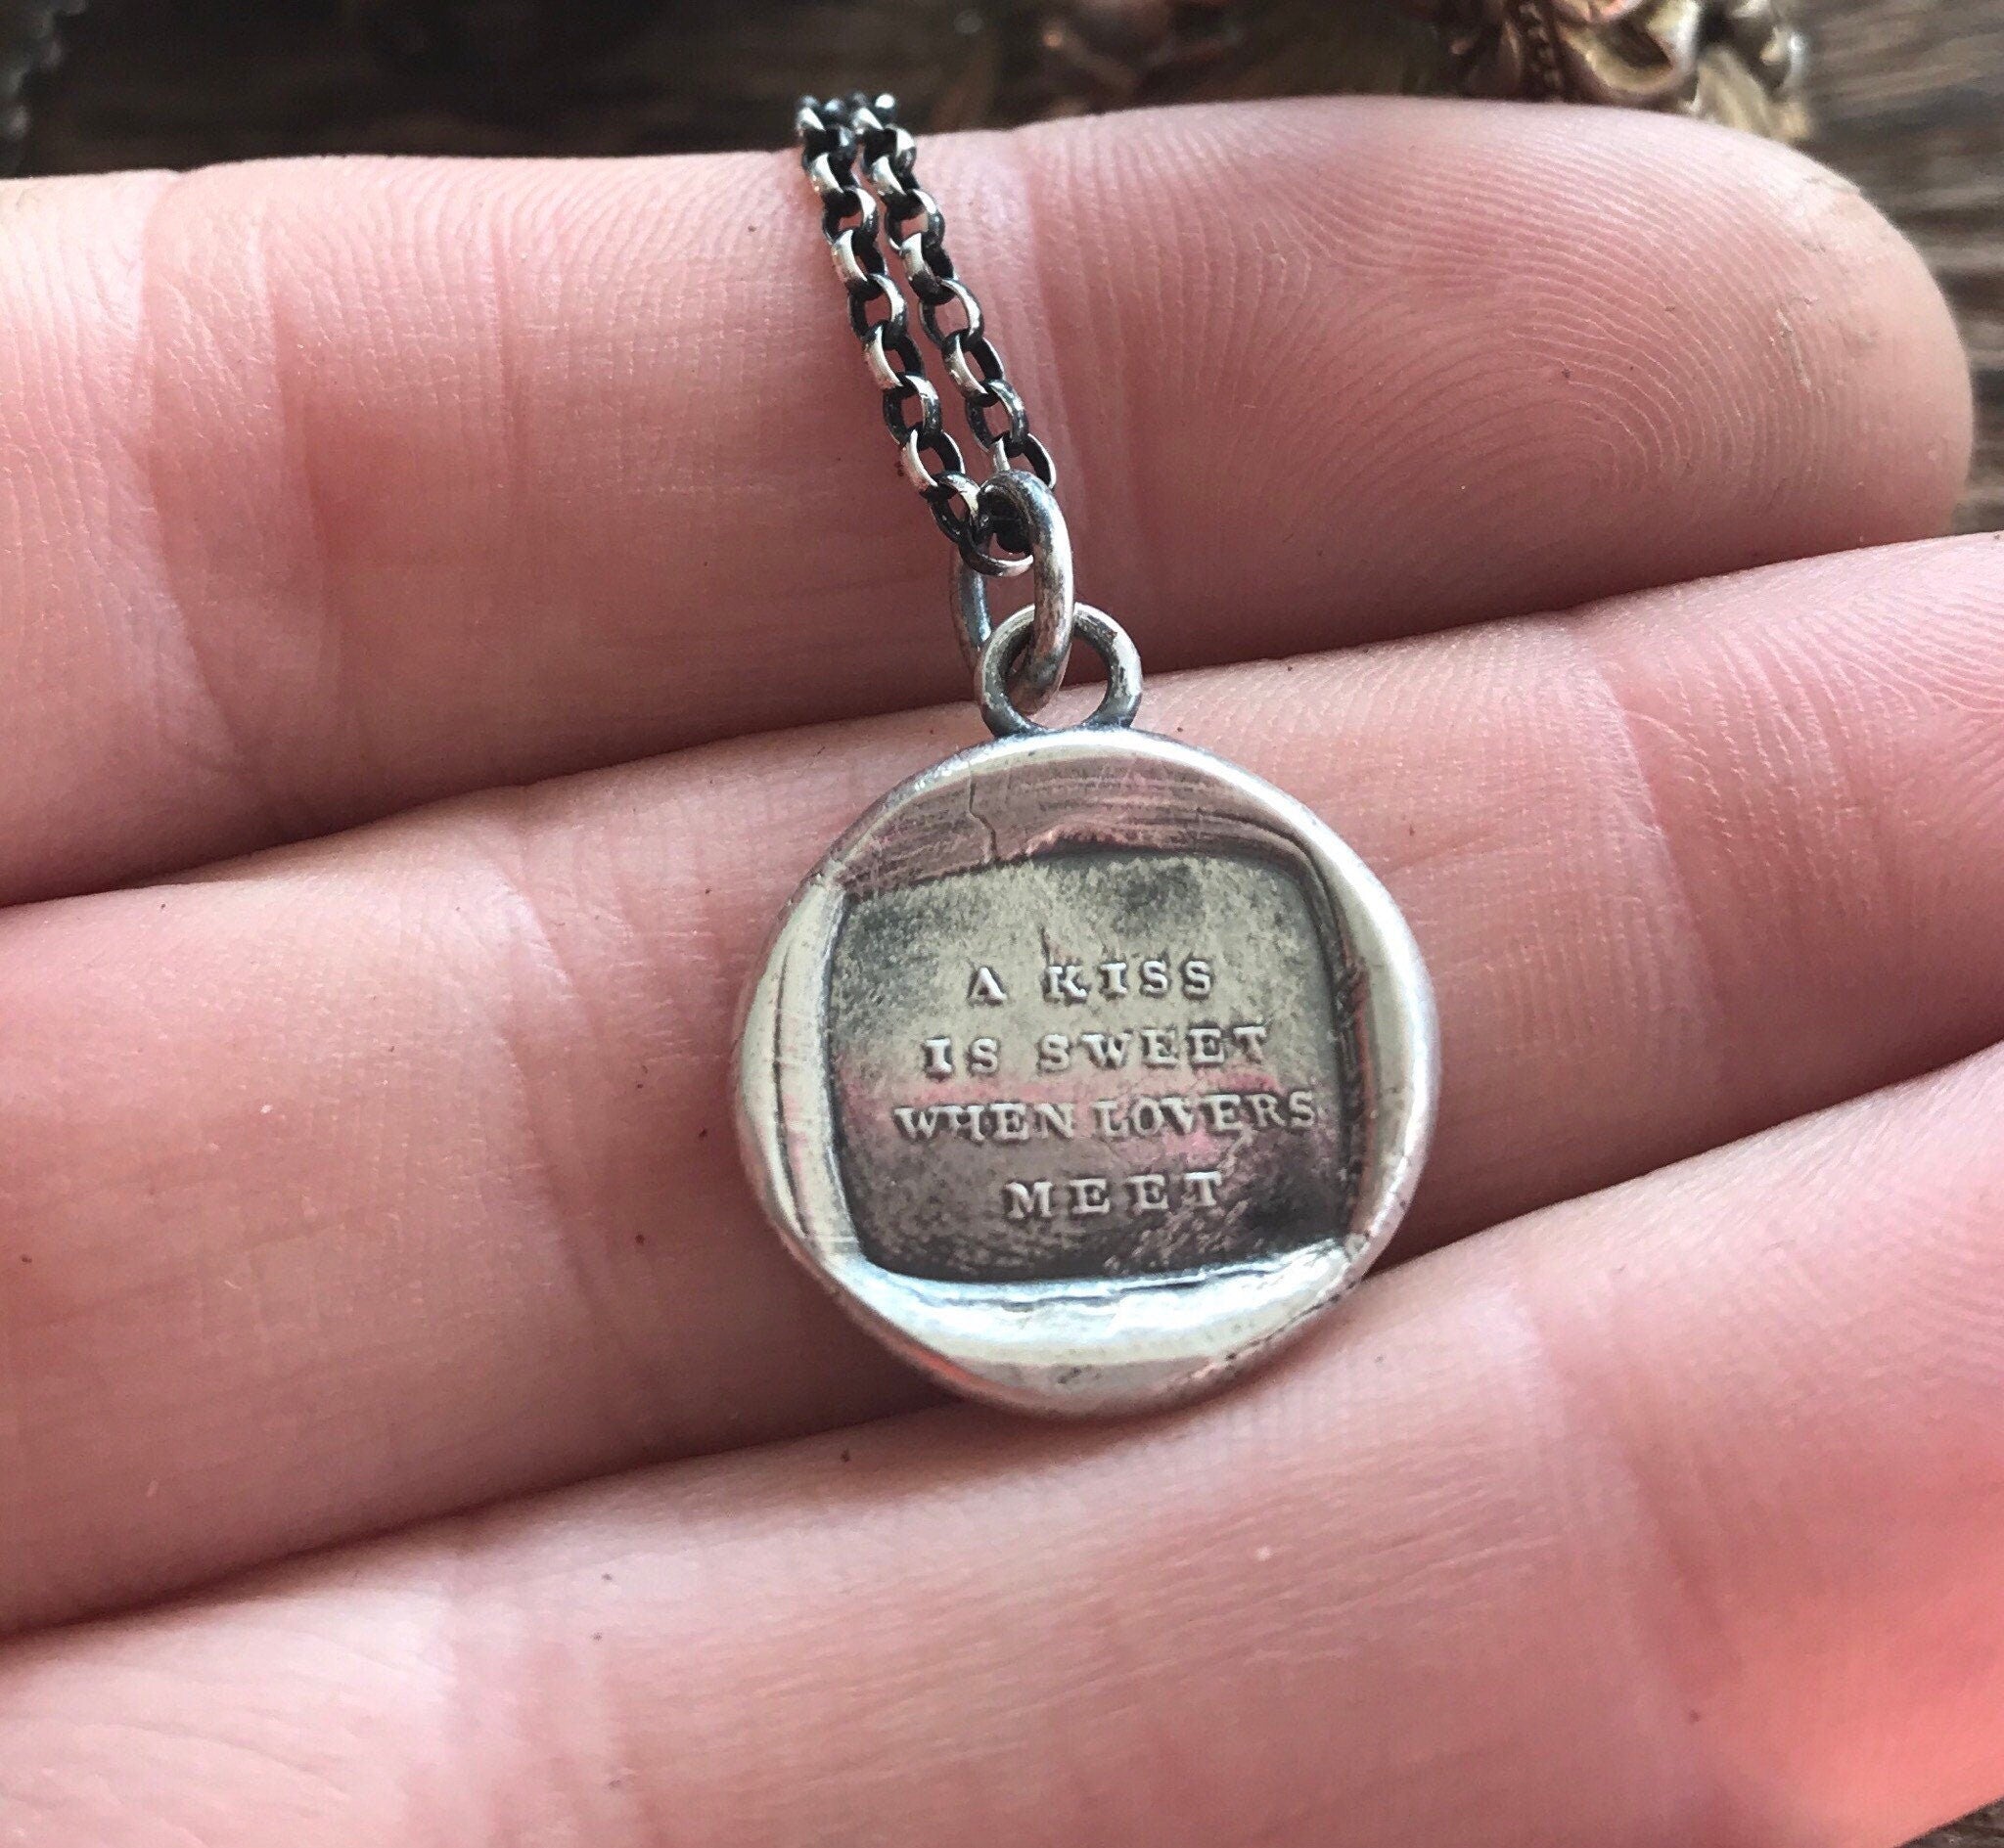 A KISS
IS SWEET
WHEN LOVERS
MEET